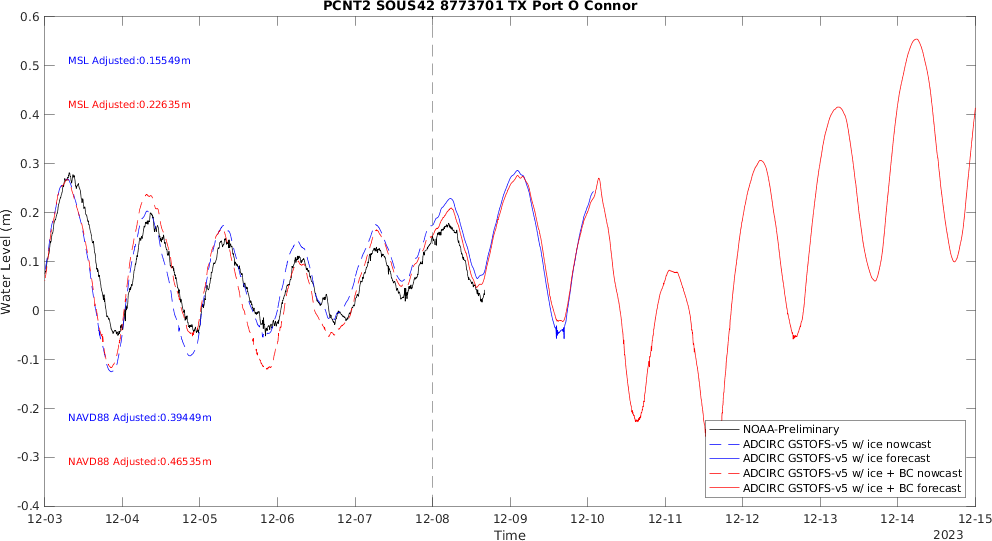 PCNT2 SOUS42 8773701 TX Port O Connor
0.6
0.5
0.4
0.3
0.2
0.1
0
-0.1
-0.2
-0.3
-0.4
Water Level (m)
MSL Adjusted:0.15549m
MSL Adjusted:0.22635m
NAVD88 Adjusted:0.39449m
NAVD88 Adjusted:0.46535m
NOAA-Preliminary
ADCIRC GSTOFS-v5 w/ ice nowcast
ADCIRC GSTOFS-v5 w/ ice forecast
ADCIRC GSTOFS-v5 w/ ice + BC nowcast
ADCIRC GSTOFS-v5 w/ ice + BC forecast
12-03 12-04 12-05 12-06 12-07 12-08 12-09 12-10 12-11 12-12 12-13 12-14 12-15
Time
2023